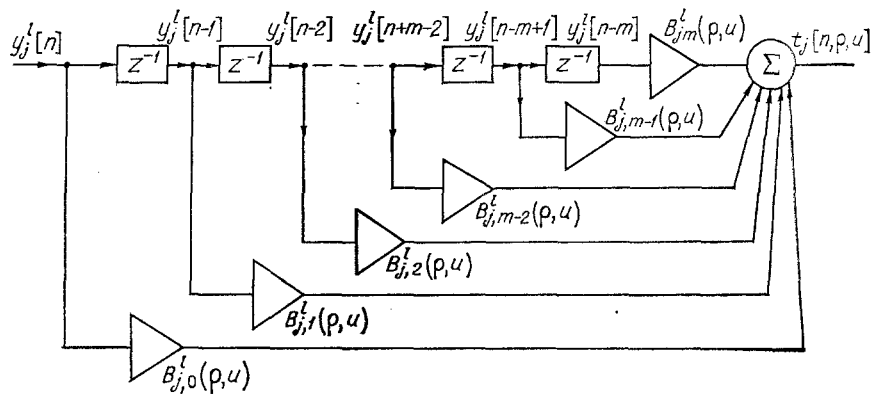 y_j^l[n] y_j^l[n-1] y_j^l[n-2] y_j^l[n+m-2] y_j^l[n-m+1] y_j^l[n-m] B_{jm}^l(ρ,u) t_j[n,ρ,u]
z^{-1} z^{-1} z^{-1} z^{-1} Σ
B_{j,m-1}^l(ρ,u)
B_{j,m-2}^l(ρ,u)
B_{j,2}^l(ρ,u)
B_{j,1}^l(ρ,u)
B_{j,0}^l(ρ,u)